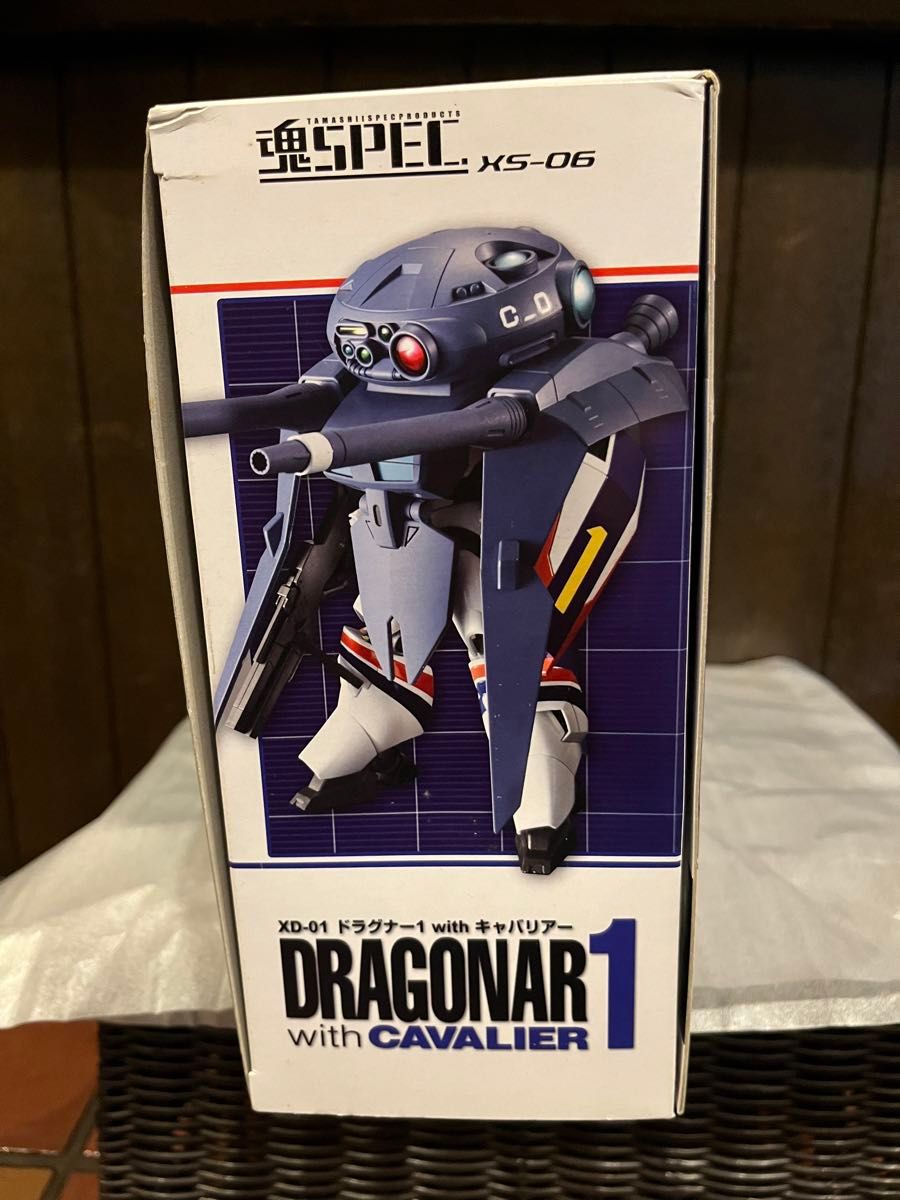 TAMASHII SPEC PRODUCTS
魂SPEC XS-06
C_0
1
XD-01 ドラグナー1 with キャバリアー
DRAGONAR1
with CAVALIER